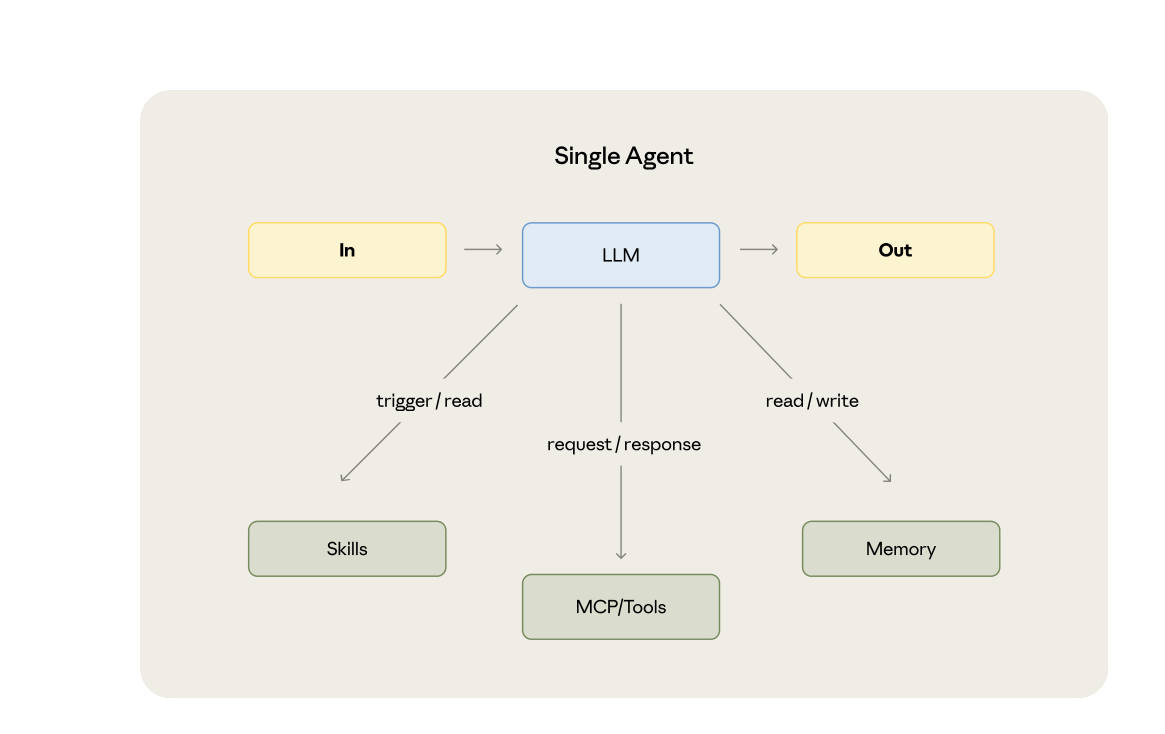 Single Agent
In
LLM
Out
trigger / read
read / write
request / response
Skills
Memory
MCP/Tools